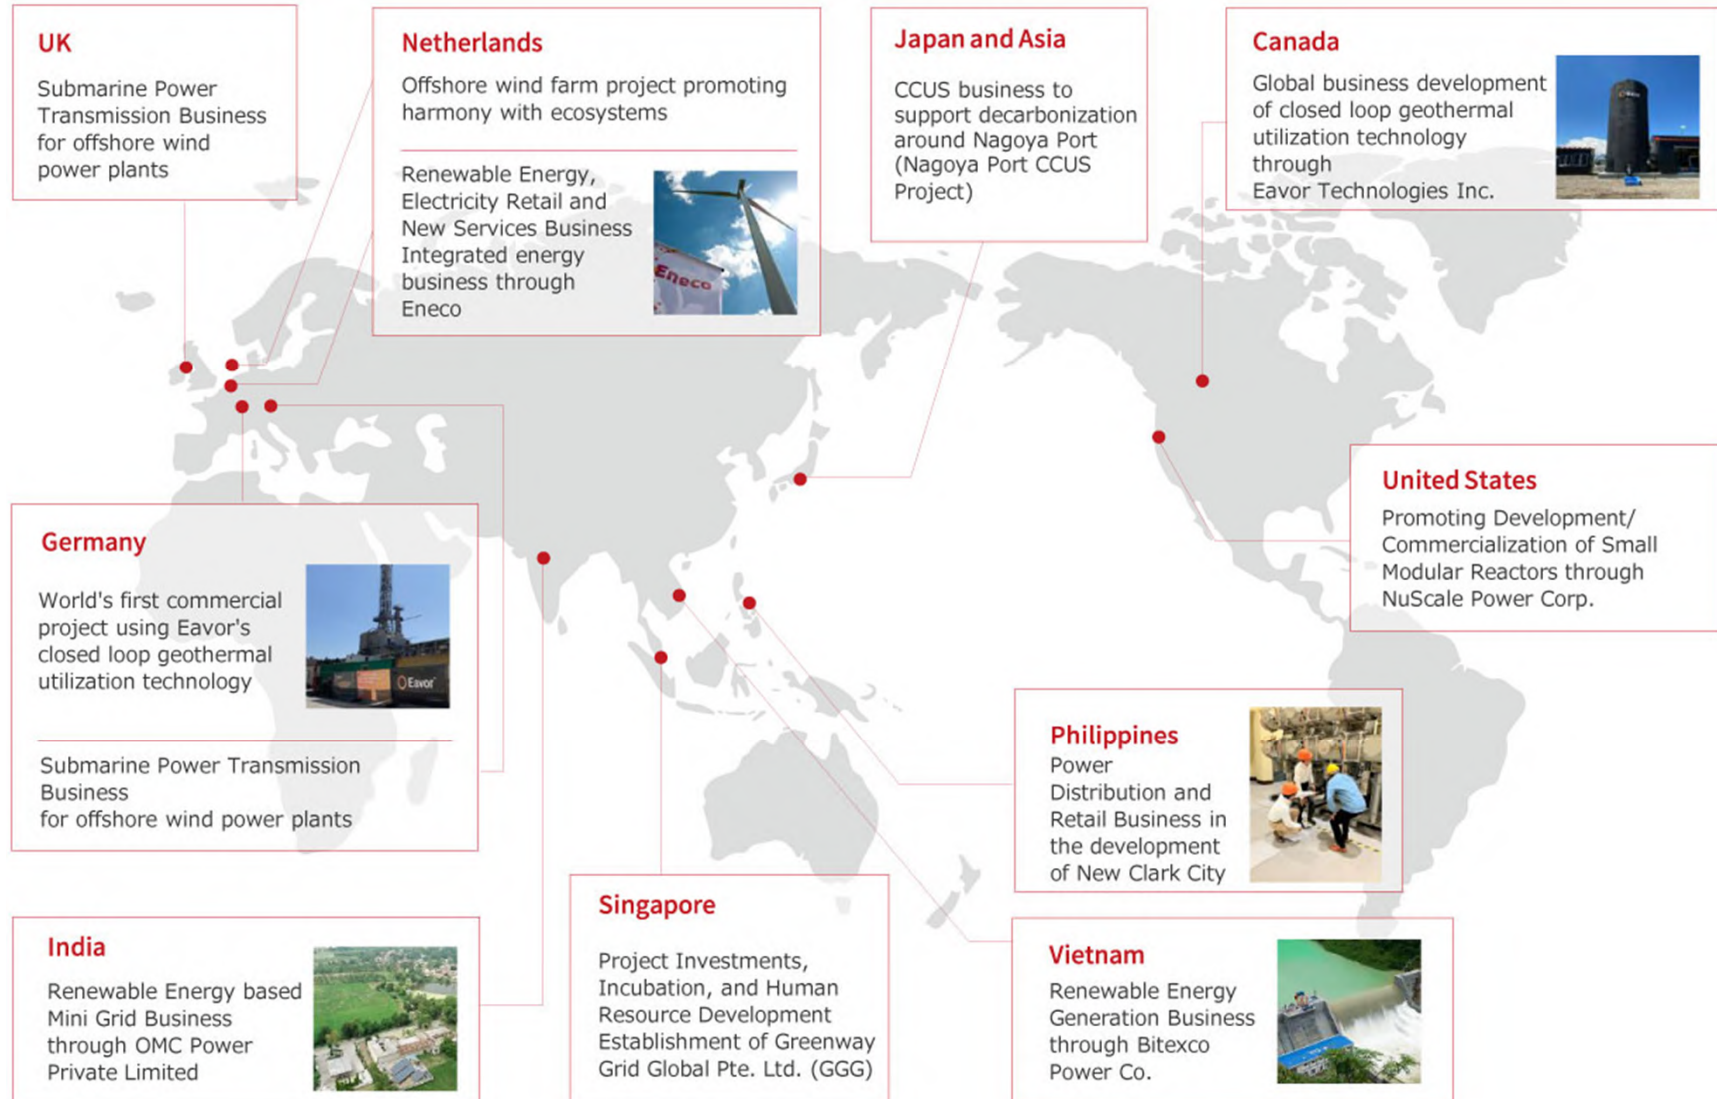 UK
Submarine Power
Transmission Business
for offshore wind
power plants
Netherlands
Offshore wind farm project promoting
harmony with ecosystems
Renewable Energy,
Electricity Retail and
New Services Business
Integrated energy
business through
Eneco
Eneco
Japan and Asia
CCUS business to
support decarbonization
around Nagoya Port
(Nagoya Port CCUS
Project)
Canada
Global business development
of closed loop geothermal
utilization technology
through
Eavor Technologies Inc.
United States
Promoting Development/
Commercialization of Small
Modular Reactors through
NuScale Power Corp.
Germany
World's first commercial
project using Eavor's
closed loop geothermal
utilization technology
Eavor
Submarine Power Transmission
Business
for offshore wind power plants
Philippines
Power
Distribution and
Retail Business in
the development
of New Clark City
India
Renewable Energy based
Mini Grid Business
through OMC Power
Private Limited
Singapore
Project Investments,
Incubation, and Human
Resource Development
Establishment of Greenway
Grid Global Pte. Ltd. (GGG)
Vietnam
Renewable Energy
Generation Business
through Bitexco
Power Co.